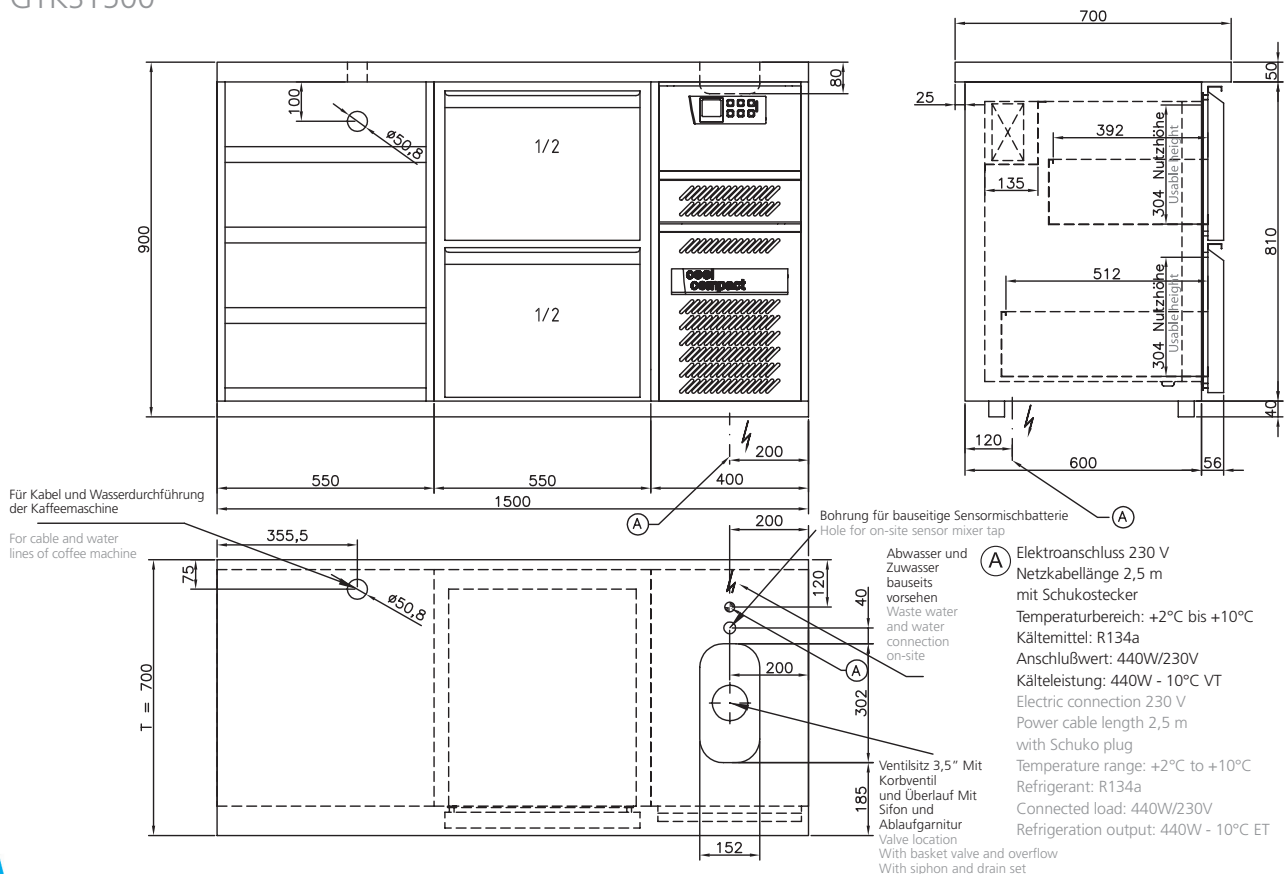 700
50
80
100
25
ø50,8
392
1/2
304 Nutzhöhe
Usable height
135
900
810
cool
compact
512
1/2
304 Nutzhöhe
Usable height
40
120
200
600
56
550
550
400
1500
A
A
Für Kabel und Wasserdurchführung
der Kaffeemaschine
For cable and water
lines of coffee machine
355,5
200
Bohrung für bauseitige Sensormischbatterie
Hole for on-site sensor mixer tap
75
ø50,8
120
40
Abwasser und
Zuwasser
bauseits
vorsehen
Waste water
and water
connection
on-site
A
200
302
T = 700
185
152
Ventilsitz 3,5” Mit
Korbventil
und Überlauf Mit
Sifon und
Ablaufgarnitur
Valve location
With basket valve and overflow
With siphon and drain set
A
Elektroanschluss 230 V
Netzkabellänge 2,5 m
mit Schukostecker
Temperaturbereich: +2°C bis +10°C
Kältemittel: R134a
Anschlußwert: 440W/230V
Kälteleistung: 440W - 10°C VT
Electric connection 230 V
Power cable length 2,5 m
with Schuko plug
Temperature range: +2°C to +10°C
Refrigerant: R134a
Connected load: 440W/230V
Refrigeration output: 440W - 10°C ET